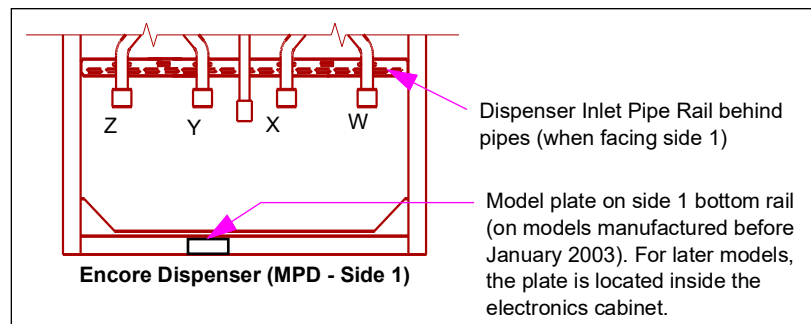 Z Y X W
Dispenser Inlet Pipe Rail behind
pipes (when facing side 1)
Model plate on side 1 bottom rail
(on models manufactured before
January 2003). For later models,
the plate is located inside the
electronics cabinet.
Encore Dispenser (MPD - Side 1)